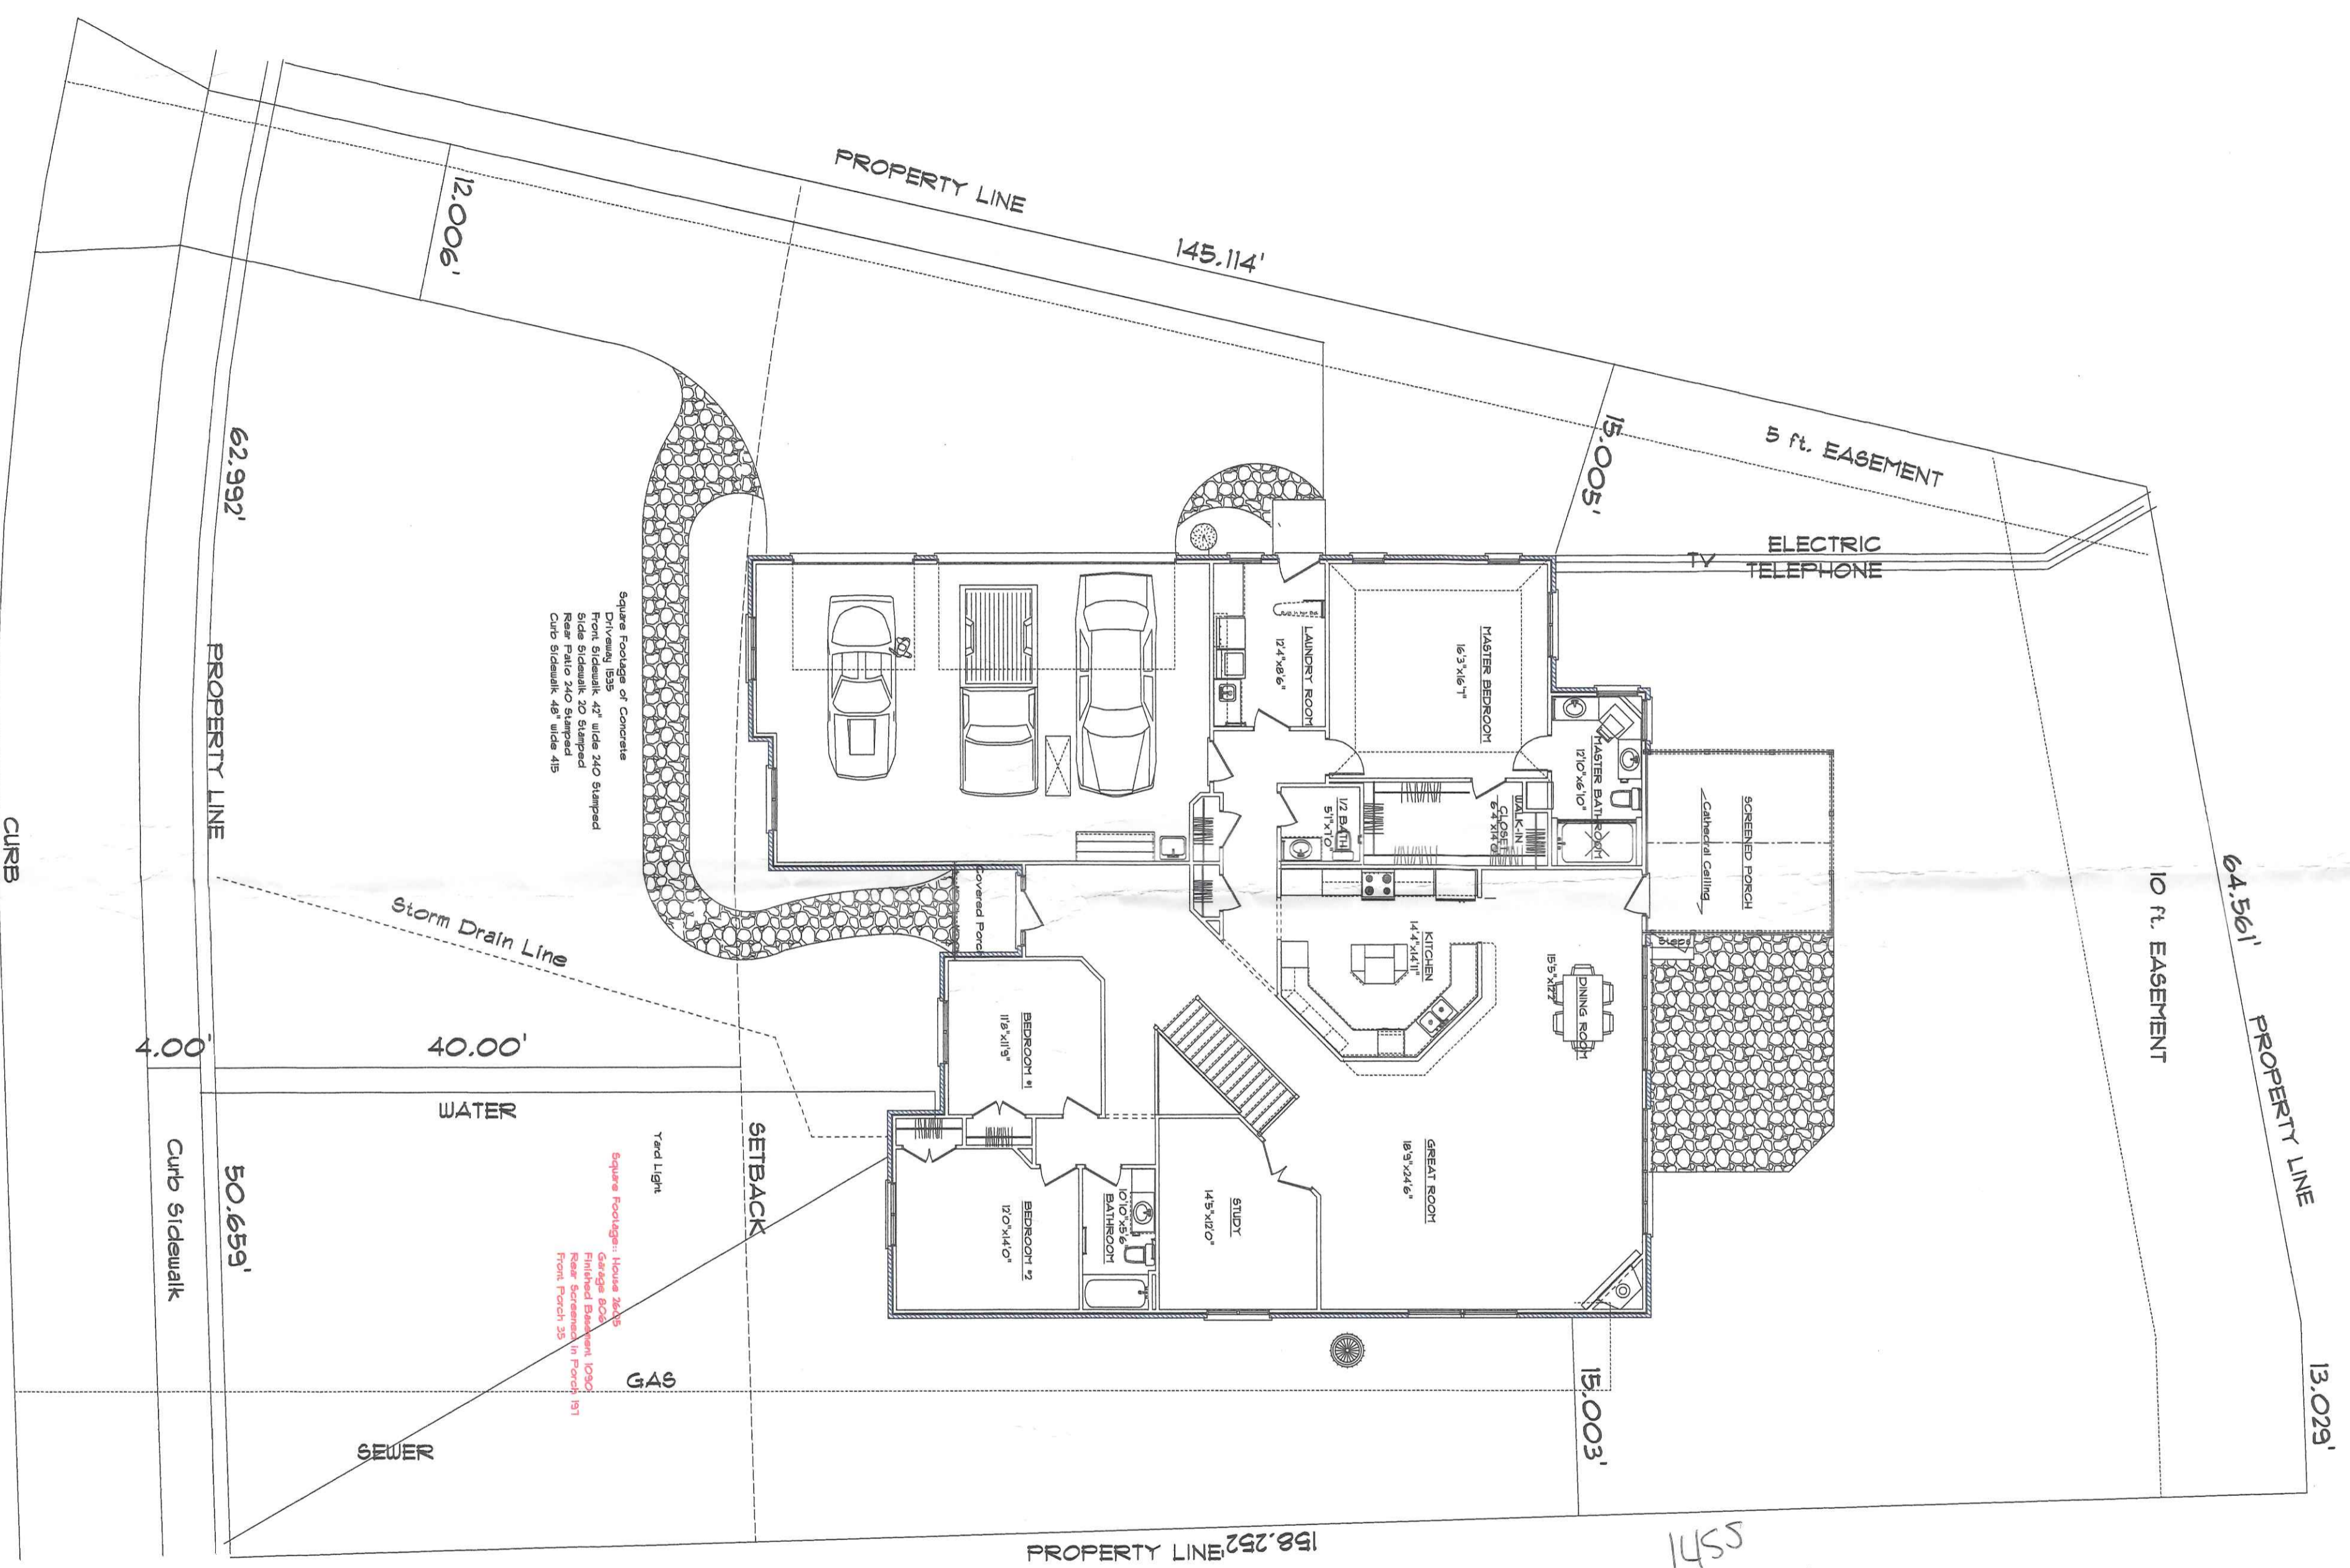 PROPERTY LINE
145.114'
12.006'
15.005'
5 ft. EASEMENT
ELECTRIC
TV
TELEPHONE
62.992'
PROPERTY LINE
CURB
Square Footage of Concrete
Driveway 1535
Front Sidewalk 42" wide 240 Stamped
Side Sidewalk 20 Stamped
Rear Patio 240 Stamped
Curb Sidewalk 48" wide 415
LAUNDRY ROOM
12'4"x8'6"
MASTER BEDROOM
16'3"x16'7"
MASTER BATHROOM
12'10"x6'10"
WALK-IN
CLOSET
6'4"x14'0"
1/2 BATH
5'1"x7'0"
SCREENED PORCH
Cathedral Ceiling
Steps
Covered Porch
KITCHEN
14'4"x14'11"
DINING ROOM
15'5"x12'2"
10 ft. EASEMENT
64.561'
PROPERTY LINE
13.029'
Storm Drain Line
4.00'
40.00'
WATER
Curb Sidewalk
50.659'
Yard Light
SETBACK
Square Footage:: House 2605
Garage 806
Finished Basement 1090
Rear Screened in Porch 197
Front Porch 35
BEDROOM #1
11'8"x11'9"
BEDROOM #2
12'0"x14'0"
BATHROOM
10'10"x5'6"
STUDY
14'5"x12'0"
GREAT ROOM
18'9"x24'6"
GAS
SEWER
15.003'
PROPERTY LINE
158.252'
1455